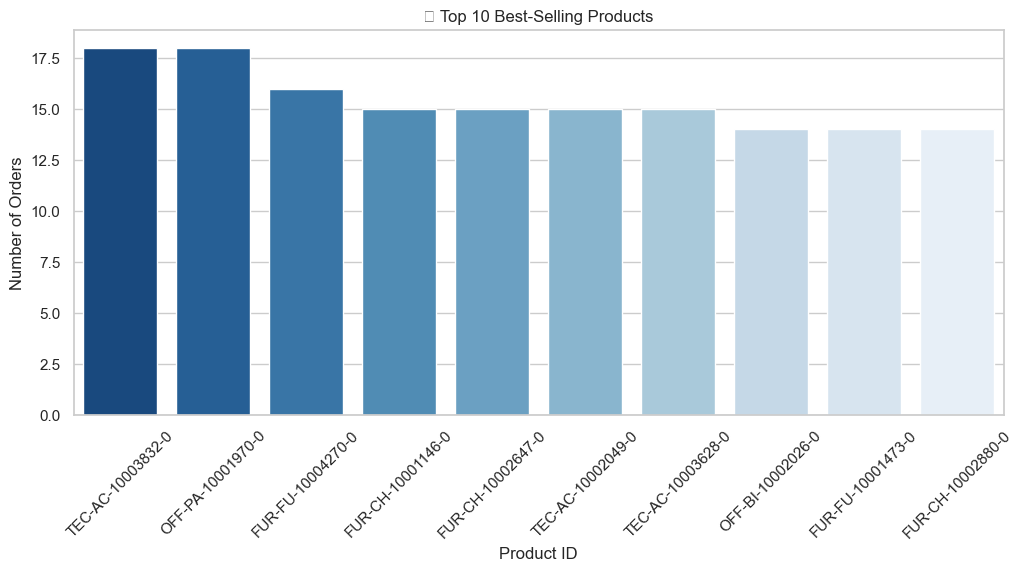 Top 10 Best-Selling Products
Number of Orders
17.5
15.0
12.5
10.0
7.5
5.0
2.5
0.0
TEC-AC-10003832-0
OFF-PA-10001970-0
FUR-FU-10004270-0
FUR-CH-10001146-0
FUR-CH-10002647-0
TEC-AC-10002049-0
TEC-AC-10003628-0
OFF-BI-10002026-0
FUR-FU-10001473-0
FUR-CH-10002880-0
Product ID